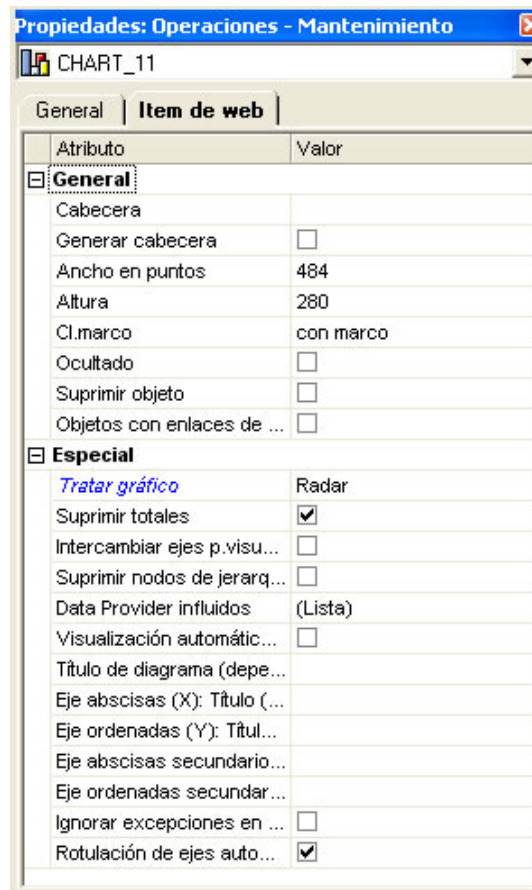 Propiedades: Operaciones - Mantenimiento
CHART_11
General Item de web
Atributo Valor
General
Cabecera
Generar cabecera
Ancho en puntos 484
Altura 280
Cl.marco con marco
Ocultado
Suprimir objeto
Objetos con enlaces de ...
Especial
Tratar gráfico Radar
Suprimir totales
Intercambiar ejes p.visu...
Suprimir nodos de jerarq...
Data Provider influidos (Lista)
Visualización automátic...
Título de diagrama (depe...
Eje abscisas (X): Título (...
Eje ordenadas (Y): Títul...
Eje abscisas secundario...
Eje ordenadas secundar...
Ignorar excepciones en ...
Rotulación de ejes auto...